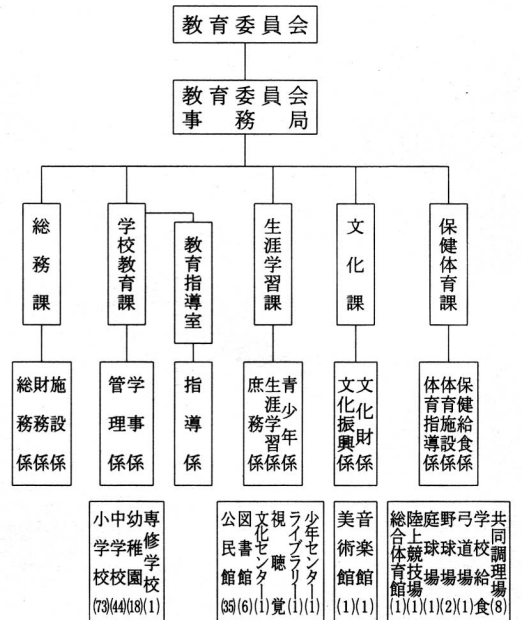 教育委員会
教育委員会
事務局
総務課
学校教育課
教育指導室
生涯学習課
文化課
保健体育課
総務係
財務係
施設係
管理係
学事係
指導係
庶務係
生涯学習係
青少年係
文化振興係
文化財係
体育指導係
体育施設係
保健給食係
小学校(73)
中学校(44)
幼稚園(18)
専修学校(1)
公民館(35)
図書館(6)
文化センター(1)
視聴覚
ライブラリー(1)
少年センター(1)
美術館(1)
音楽館(1)
総合体育館(1)
陸上競技場(1)
庭球場(1)
野球場(2)
弓道場(1)
学校給食
共同調理場(8)